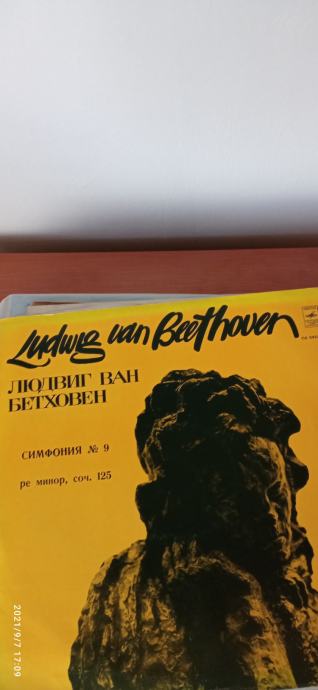 Ludwig van Beethoven
ЛЮДВИГ ВАН
БЕТХОВЕН
СИМФОНИЯ № 9
ре минор, соч. 125
2021/9/7 17:09